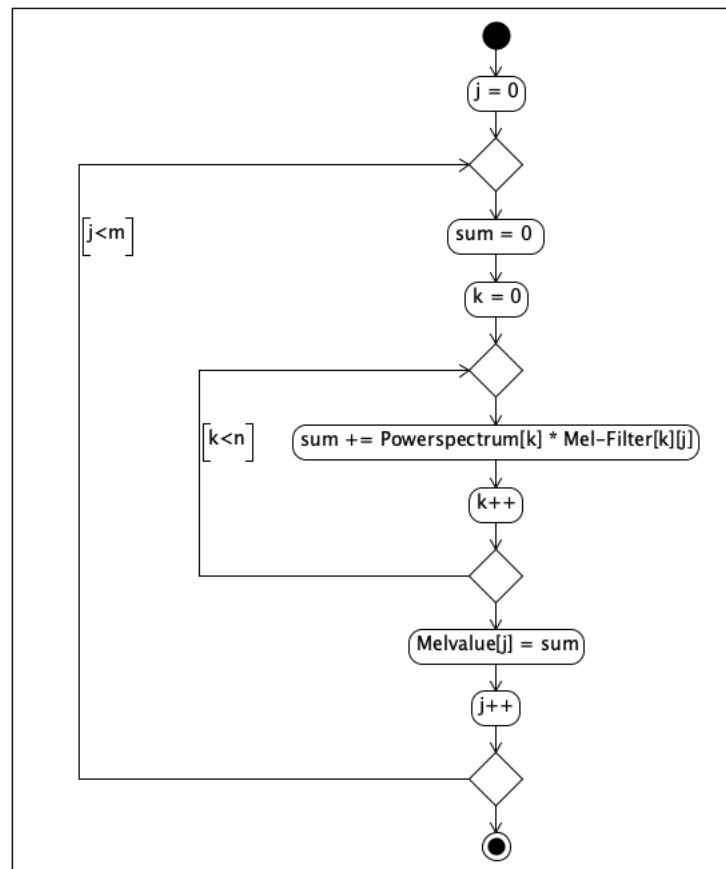 j = 0
[j<m]
sum = 0
k = 0
[k<n]
sum += Powerspectrum[k] * Mel-Filter[k][j]
k++
Melvalue[j] = sum
j++